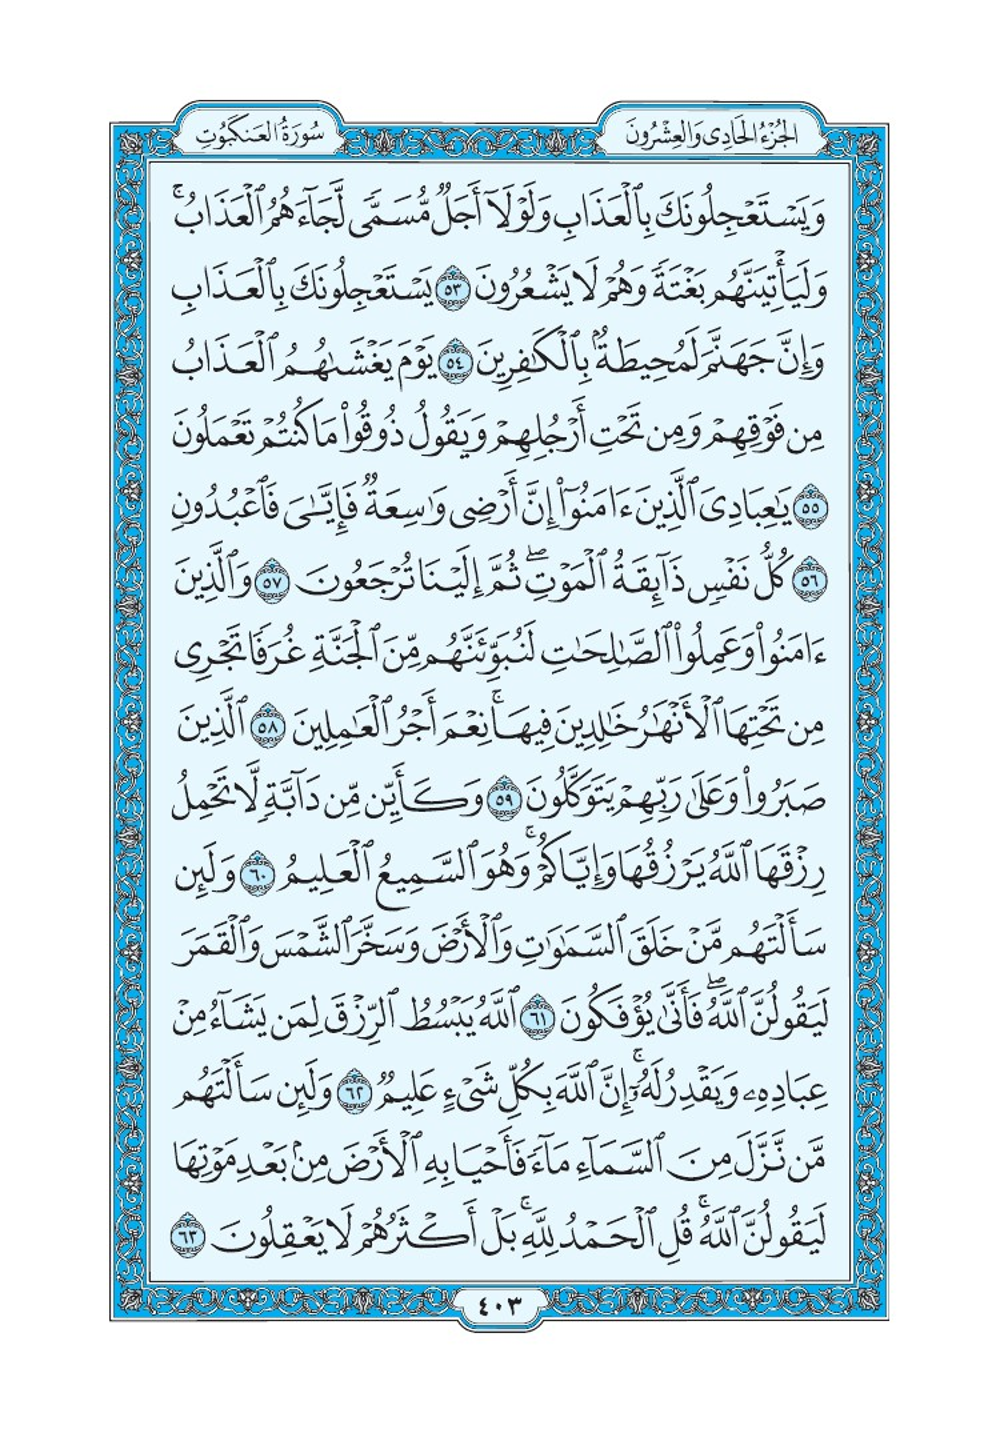 الجُزْءُ الحَادِى وَالعِشْرُونَ
سُورَةُ العَنكَبُوتِ
وَيَسْتَعْجِلُونَكَ بِٱلْعَذَابِ وَلَوْلَآ أَجَلٌ مُّسَمًّى لَّجَآءَهُمُ ٱلْعَذَابُۚ
وَلَيَأْتِيَنَّهُم بَغْتَةً وَهُمْ لَا يَشْعُرُونَ ٥٣ يَسْتَعْجِلُونَكَ بِٱلْعَذَابِ
وَإِنَّ جَهَنَّمَ لَمُحِيطَةٌۢ بِٱلْكَٰفِرِينَ ٥٤ يَوْمَ يَغْشَىٰهُمُ ٱلْعَذَابُ
مِن فَوْقِهِمْ وَمِن تَحْتِ أَرْجُلِهِمْ وَيَقُولُ ذُوقُوا۟ مَا كُنتُمْ تَعْمَلُونَ
٥٥ يَٰعِبَادِىَ ٱلَّذِينَ ءَامَنُوٓا۟ إِنَّ أَرْضِى وَٰسِعَةٌ فَإِيَّٰىَ فَٱعْبُدُونِ
٥٦ كُلُّ نَفْسٍ ذَآئِقَةُ ٱلْمَوْتِۖ ثُمَّ إِلَيْنَا تُرْجَعُونَ ٥٧ وَٱلَّذِينَ
ءَامَنُوا۟ وَعَمِلُوا۟ ٱلصَّٰلِحَٰتِ لَنُبَوِّئَنَّهُم مِّنَ ٱلْجَنَّةِ غُرَفًا تَجْرِى
مِن تَحْتِهَا ٱلْأَنْهَٰرُ خَٰلِدِينَ فِيهَاۚ نِعْمَ أَجْرُ ٱلْعَٰمِلِينَ ٥٨ ٱلَّذِينَ
صَبَرُوا۟ وَعَلَىٰ رَبِّهِمْ يَتَوَكَّلُونَ ٥٩ وَكَأَيِّن مِّن دَآبَّةٍ لَّا تَحْمِلُ
رِزْقَهَا ٱللَّهُ يَرْزُقُهَا وَإِيَّاكُمْۚ وَهُوَ ٱلسَّمِيعُ ٱلْعَلِيمُ ٦٠ وَلَئِن
سَأَلْتَهُم مَّنْ خَلَقَ ٱلسَّمَٰوَٰتِ وَٱلْأَرْضَ وَسَخَّرَ ٱلشَّمْسَ وَٱلْقَمَرَ
لَيَقُولُنَّ ٱللَّهُۖ فَأَنَّىٰ يُؤْفَكُونَ ٦١ ٱللَّهُ يَبْسُطُ ٱلرِّزْقَ لِمَن يَشَآءُ مِنْ
عِبَادِهِۦ وَيَقْدِرُ لَهُۥٓۚ إِنَّ ٱللَّهَ بِكُلِّ شَىْءٍ عَلِيمٌ ٦٢ وَلَئِن سَأَلْتَهُم
مَّن نَّزَّلَ مِنَ ٱلسَّمَآءِ مَآءً فَأَحْيَا بِهِ ٱلْأَرْضَ مِنۢ بَعْدِ مَوْتِهَا
لَيَقُولُنَّ ٱللَّهُۚ قُلِ ٱلْحَمْدُ لِلَّهِۚ بَلْ أَكْثَرُهُمْ لَا يَعْقِلُونَ ٦٣
٤٠٣